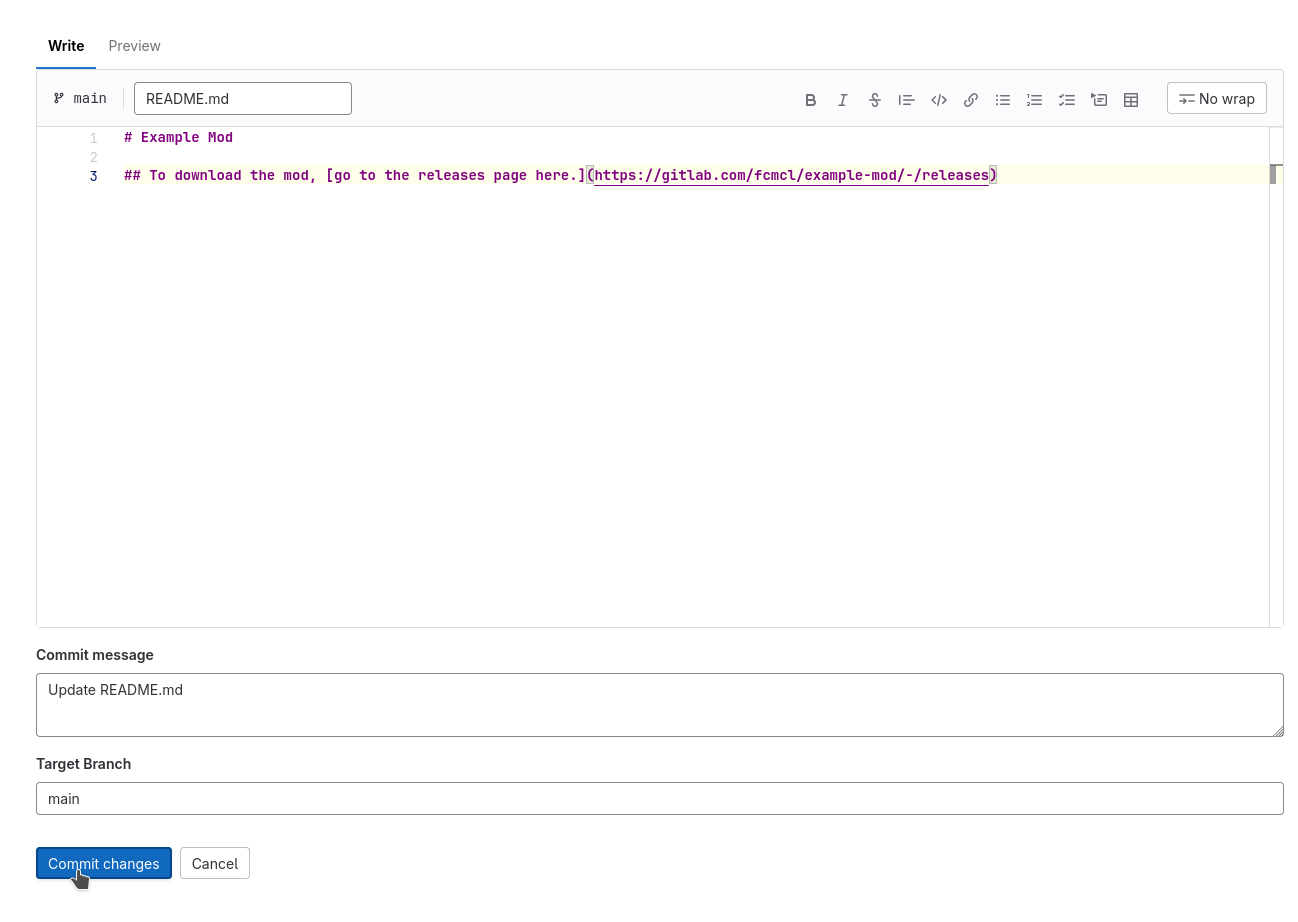 Write Preview
main README.md No wrap
1 # Example Mod
2
3 ## To download the mod, [go to the releases page here.](https://gitlab.com/fcmcl/example-mod/-/releases)
Commit message
Update README.md
Target Branch
main
Commit changes Cancel